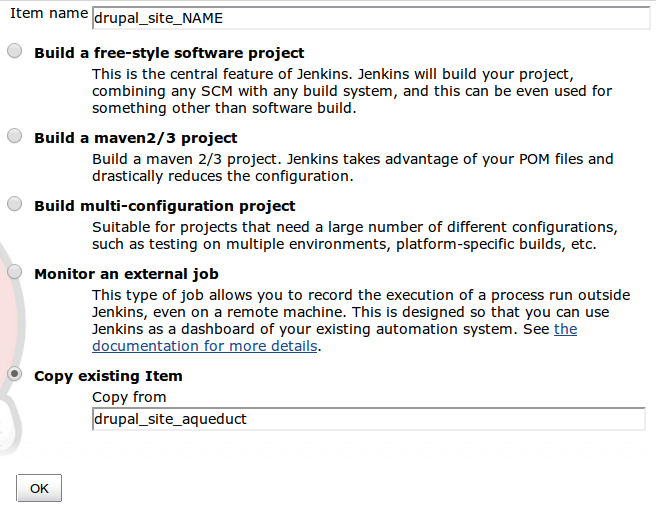 Item name drupal_site_NAME
Build a free-style software project
This is the central feature of Jenkins. Jenkins will build your project,
combining any SCM with any build system, and this can be even used for
something other than software build.
Build a maven2/3 project
Build a maven 2/3 project. Jenkins takes advantage of your POM files and
drastically reduces the configuration.
Build multi-configuration project
Suitable for projects that need a large number of different configurations,
such as testing on multiple environments, platform-specific builds, etc.
Monitor an external job
This type of job allows you to record the execution of a process run outside
Jenkins, even on a remote machine. This is designed so that you can use
Jenkins as a dashboard of your existing automation system. See the
documentation for more details.
Copy existing Item
Copy from
drupal_site_aqueduct
OK